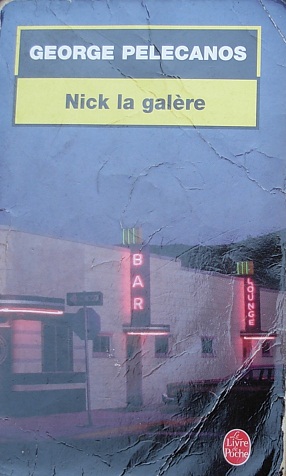 GEORGE PELECANOS
Nick la galère
BAR
LOUNGE
Le Livre
de Poche